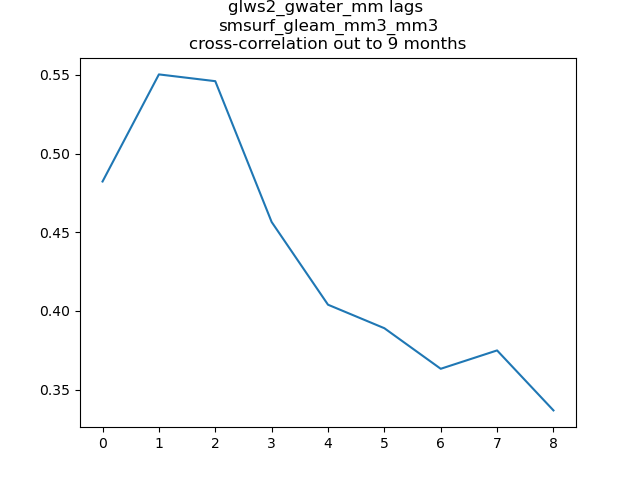 glws2_gwater_mm lags
smsurf_gleam_mm3_mm3
cross-correlation out to 9 months
0.55
0.50
0.45
0.40
0.35
0 1 2 3 4 5 6 7 8